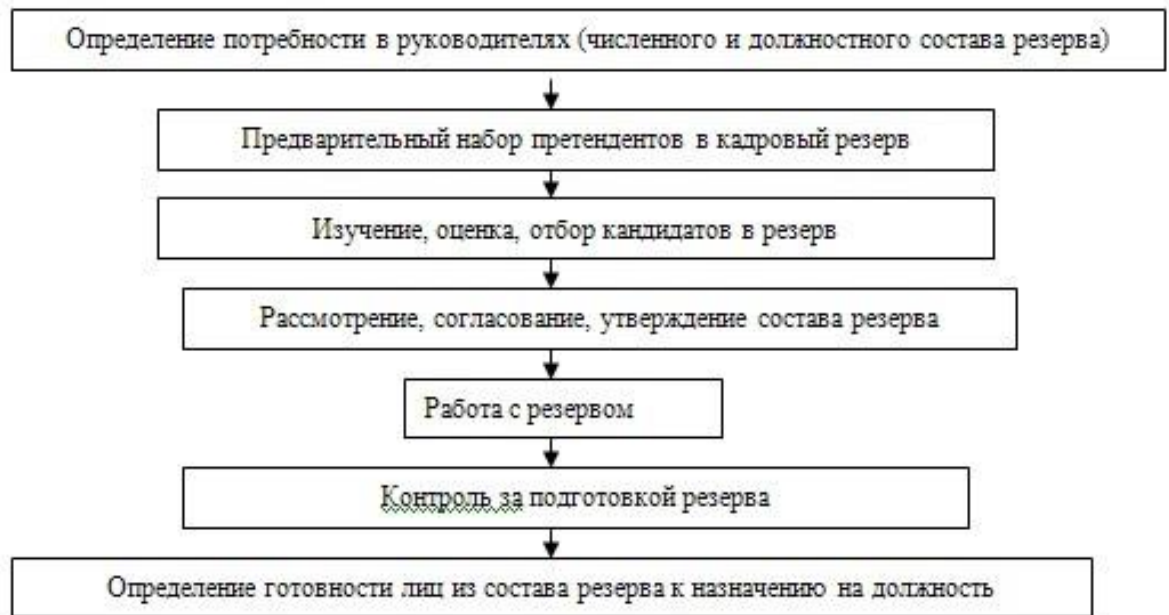 Определение потребности в руководителях (численного и должностного состава резерва)
Предварительный набор претендентов в кадровый резерв
Изучение, оценка, отбор кандидатов в резерв
Рассмотрение, согласование, утверждение состава резерва
Работа с резервом
Контроль за подготовкой резерва
Определение готовности лиц из состава резерва к назначению на должность